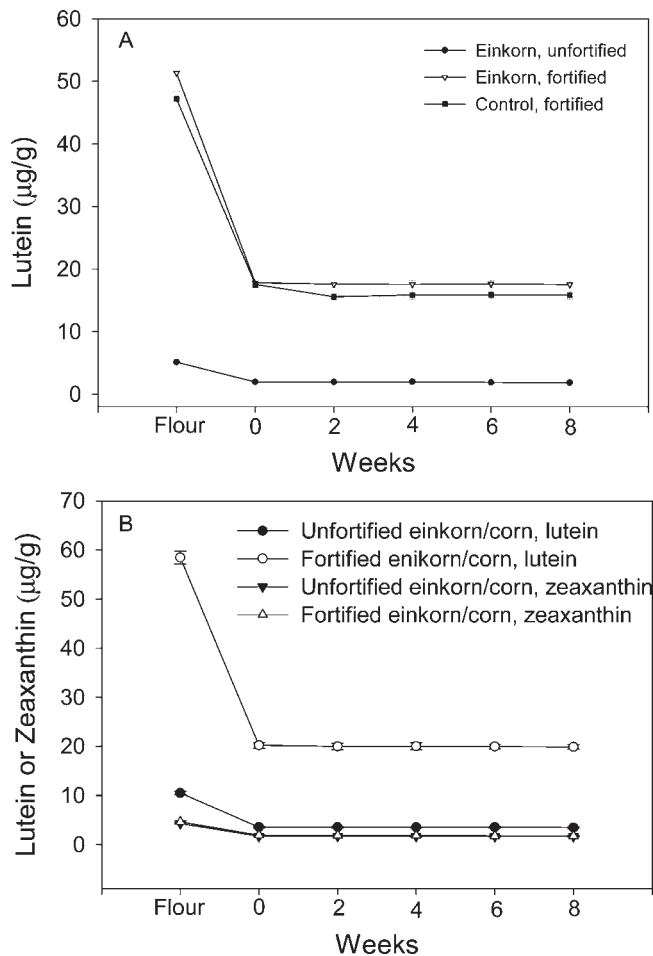 A
Einkorn, unfortified
Einkorn, fortified
Control, fortified
Lutein (µg/g)
60
50
40
30
20
10
0
Flour 0 2 4 6 8
Weeks
B
Unfortified einkorn/corn, lutein
Fortified enikorn/corn, lutein
Unfortified einkorn/corn, zeaxanthin
Fortified einkorn/corn, zeaxanthin
Lutein or Zeaxanthin (µg/g)
70
60
50
40
30
20
10
0
Flour 0 2 4 6 8
Weeks